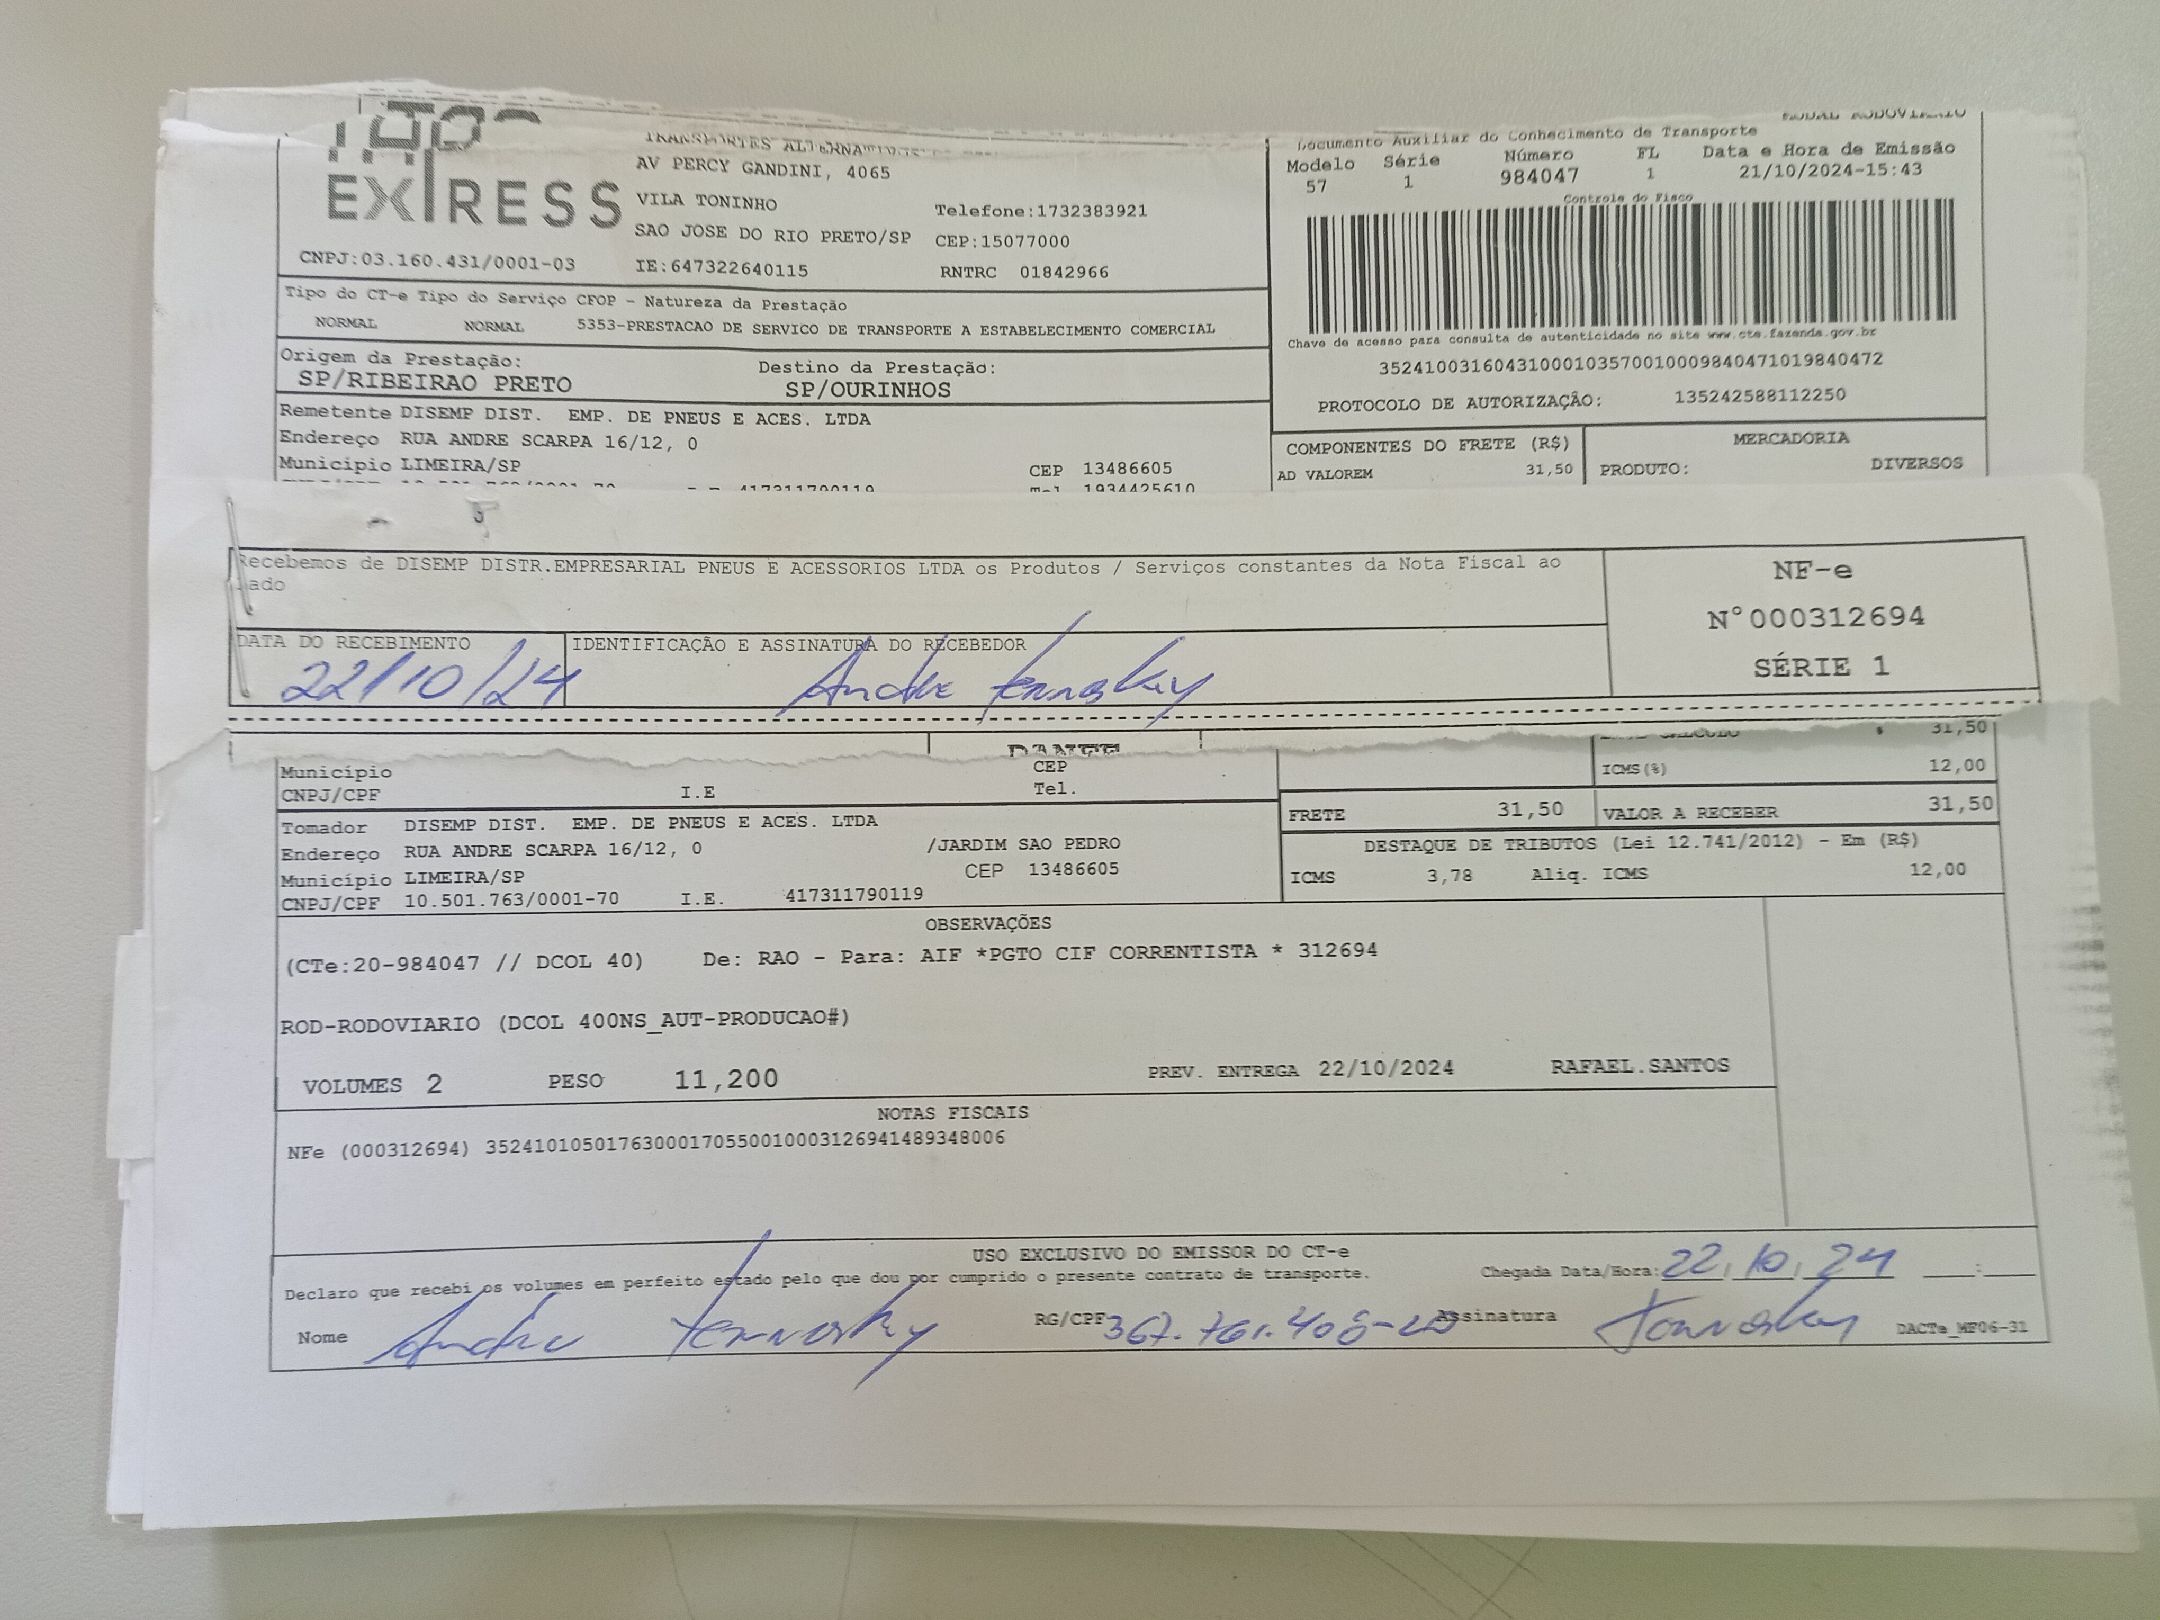 EXPRESS
TRANSPORTES
AV PERCY GANDINI, 4065
VILA TONINHO
Telefone:1732383921
SAO JOSE DO RIO PRETO/SP CEP:15077000
CNPJ:03.160.431/0001-03 IE:647322640115 RNTRC 01842966
MODAL RODOVIARIO
Documento Auxiliar do Conhecimento de Transporte
Modelo Série Número FL Data e Hora de Emissão
57 1 984047 1 21/10/2024-15:43
Controle do Fisco
Chave de acesso para consulta de autenticidade no site www.cte.fazenda.gov.br
35241003160431000103570010009840471019840472
PROTOCOLO DE AUTORIZAÇÃO: 135242588112250
Tipo do CT-e Tipo do Serviço CFOP - Natureza da Prestação
NORMAL NORMAL 5353-PRESTACAO DE SERVICO DE TRANSPORTE A ESTABELECIMENTO COMERCIAL
Origem da Prestação: Destino da Prestação:
SP/RIBEIRAO PRETO SP/OURINHOS
Remetente DISEMP DIST. EMP. DE PNEUS E ACES. LTDA
Endereço RUA ANDRE SCARPA 16/12, 0
Município LIMEIRA/SP CEP 13486605
417311790119 Tel 1934425610
COMPONENTES DO FRETE (R$) MERCADORIA
AD VALOREM 31,50 PRODUTO: DIVERSOS
Recebemos de DISEMP DISTR.EMPRESARIAL PNEUS E ACESSORIOS LTDA os Produtos / Serviços constantes da Nota Fiscal ao
lado
NF-e
N°000312694
SÉRIE 1
DATA DO RECEBIMENTO IDENTIFICAÇÃO E ASSINATURA DO RECEBEDOR
22/10/24 Andre
DANFE
31,50
Município CEP
CNPJ/CPF I.E Tel.
ICMS(%) 12,00
FRETE 31,50 VALOR A RECEBER 31,50
Tomador DISEMP DIST. EMP. DE PNEUS E ACES. LTDA
Endereço RUA ANDRE SCARPA 16/12, 0 /JARDIM SAO PEDRO
Município LIMEIRA/SP CEP 13486605
CNPJ/CPF 10.501.763/0001-70 I.E. 417311790119
DESTAQUE DE TRIBUTOS (Lei 12.741/2012) - Em (R$)
ICMS 3,78 Aliq. ICMS 12,00
OBSERVAÇÕES
(CTe:20-984047 // DCOL 40) De: RAO - Para: AIF *PGTO CIF CORRENTISTA * 312694
ROD-RODOVIARIO (DCOL 400NS_AUT-PRODUCAO#)
VOLUMES 2 PESO 11,200 PREV. ENTREGA 22/10/2024 RAFAEL.SANTOS
NOTAS FISCAIS
NFe (000312694) 35241010501763000170550010003126941489348006
USO EXCLUSIVO DO EMISSOR DO CT-e
Declaro que recebi os volumes em perfeito estado pelo que dou por cumprido o presente contrato de transporte.
Chegada Data/Hora: 22,10,24 :
Nome Andre RG/CPF Assinatura DACTe_MF06-31